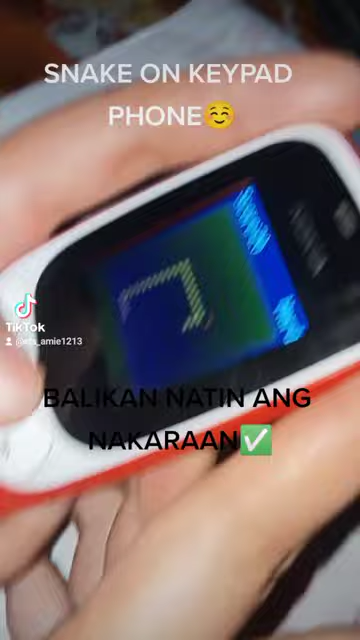 SNAKE ON KEYPAD
PHONE☺️
TikTok
BALIKAN NATIN ANG
NAKARAAN✅